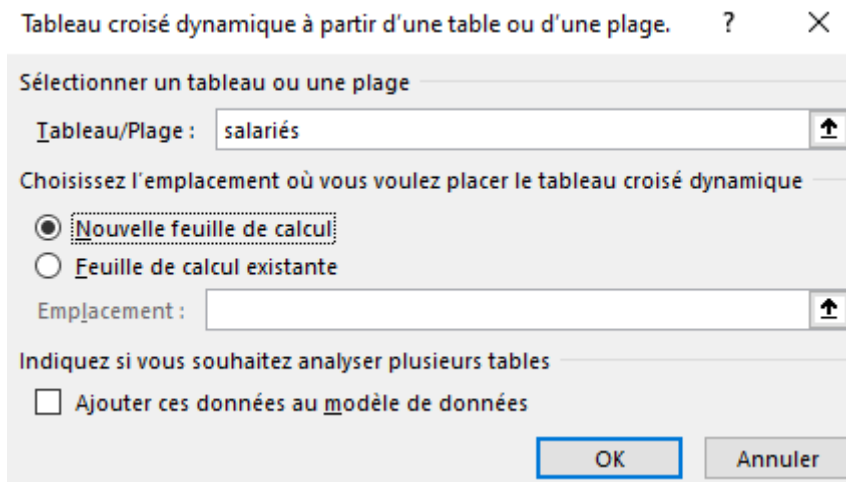 Tableau croisé dynamique à partir d’une table ou d’une plage. ? ✕
Sélectionner un tableau ou une plage
Tableau/Plage : salariés
Choisissez l’emplacement où vous voulez placer le tableau croisé dynamique
Nouvelle feuille de calcul
Feuille de calcul existante
Emplacement :
Indiquez si vous souhaitez analyser plusieurs tables
Ajouter ces données au modèle de données
OK Annuler